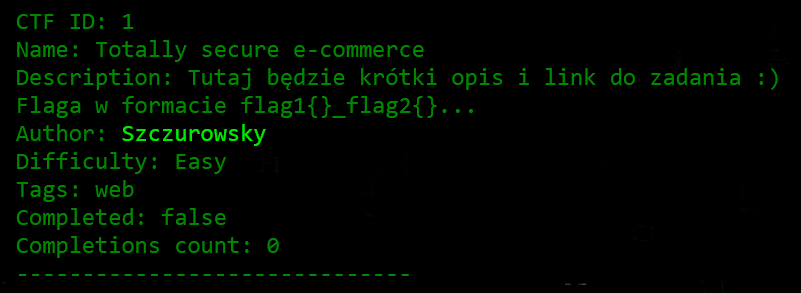 CTF ID: 1
Name: Totally secure e-commerce
Description: Tutaj będzie krótki opis i link do zadania :)
Flaga w formacie flag1{}_flag2{}...
Author: Szczurowsky
Difficulty: Easy
Tags: web
Completed: false
Completions count: 0
------------------------------